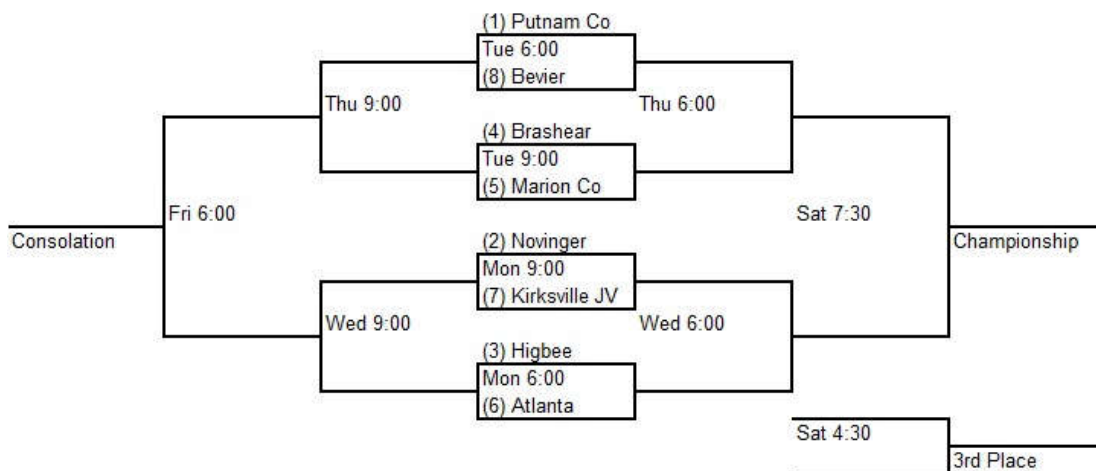 (1) Putnam Co
Tue 6:00
(8) Bevier
Thu 9:00
Thu 6:00
(4) Brashear
Tue 9:00
(5) Marion Co
Fri 6:00
Sat 7:30
Consolation
(2) Novinger
Championship
Mon 9:00
(7) Kirksville JV
Wed 9:00
Wed 6:00
(3) Higbee
Mon 6:00
(6) Atlanta
Sat 4:30
3rd Place